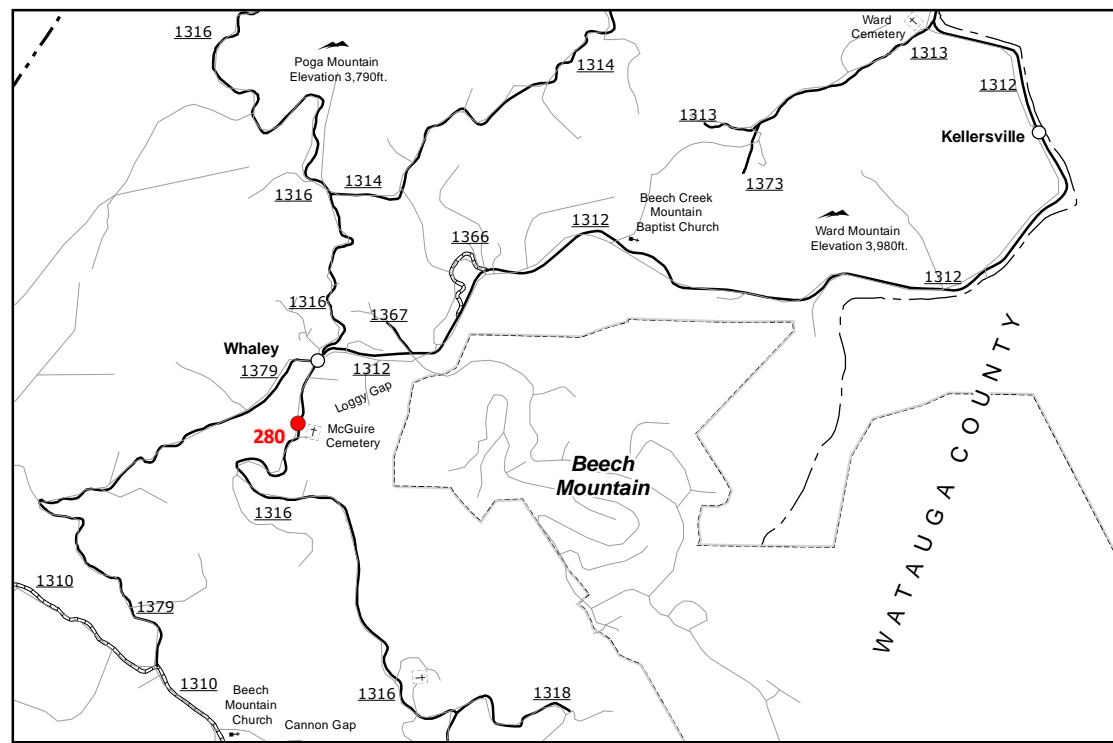 1316
Poga Mountain
Elevation 3,790ft.
1314
Ward
Cemetery
1313
1312
1313
Kellersville
1373
1316
1314
Beech Creek
Mountain
Baptist Church
1312
Ward Mountain
Elevation 3,980ft.
1366
1312
1316
1367
Whaley
1379
1312
Loggy Gap
280
McGuire
Cemetery
Beech
Mountain
WATAUGA COUNTY
1316
1310
1379
1310
Beech
Mountain
Church
Cannon Gap
1316
1318